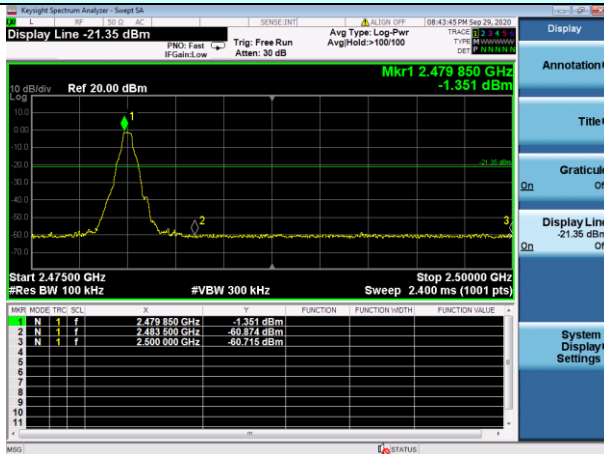 Keysight Spectrum Analyzer - Swept SA
L RF 50 Ω AC SENSE:INT ALIGN OFF 08:43:45 PM Sep 29, 2020
Display Line -21.35 dBm
PNO: Fast
IFGain:Low
Trig: Free Run
Atten: 30 dB
Avg Type: Log-Pwr
Avg|Hold:>100/100
TRACE 1 2 3 4 5 6
TYPE M W W W W W
DET P N N N N N
Mkr1 2.479 850 GHz
-1.351 dBm
10 dB/div Ref 20.00 dBm
Log
10.0
0.00
-10.0
-20.0
-30.0
-40.0
-50.0
-60.0
-70.0
1
2
3
-21.35 dBm
Start 2.47500 GHz Stop 2.50000 GHz
#Res BW 100 kHz #VBW 300 kHz Sweep 2.400 ms (1001 pts)
MKR MODE TRC SCL X Y FUNCTION FUNCTION WIDTH FUNCTION VALUE
1 N 1 f 2.479 850 GHz -1.351 dBm
2 N 1 f 2.483 500 GHz -60.874 dBm
3 N 1 f 2.500 000 GHz -60.715 dBm
4
5
6
7
8
9
10
11
MSG STATUS
Display
Annotation
Title
Graticule
On Of
Display Line
-21.35 dBm
On Of
System
Display
Settings